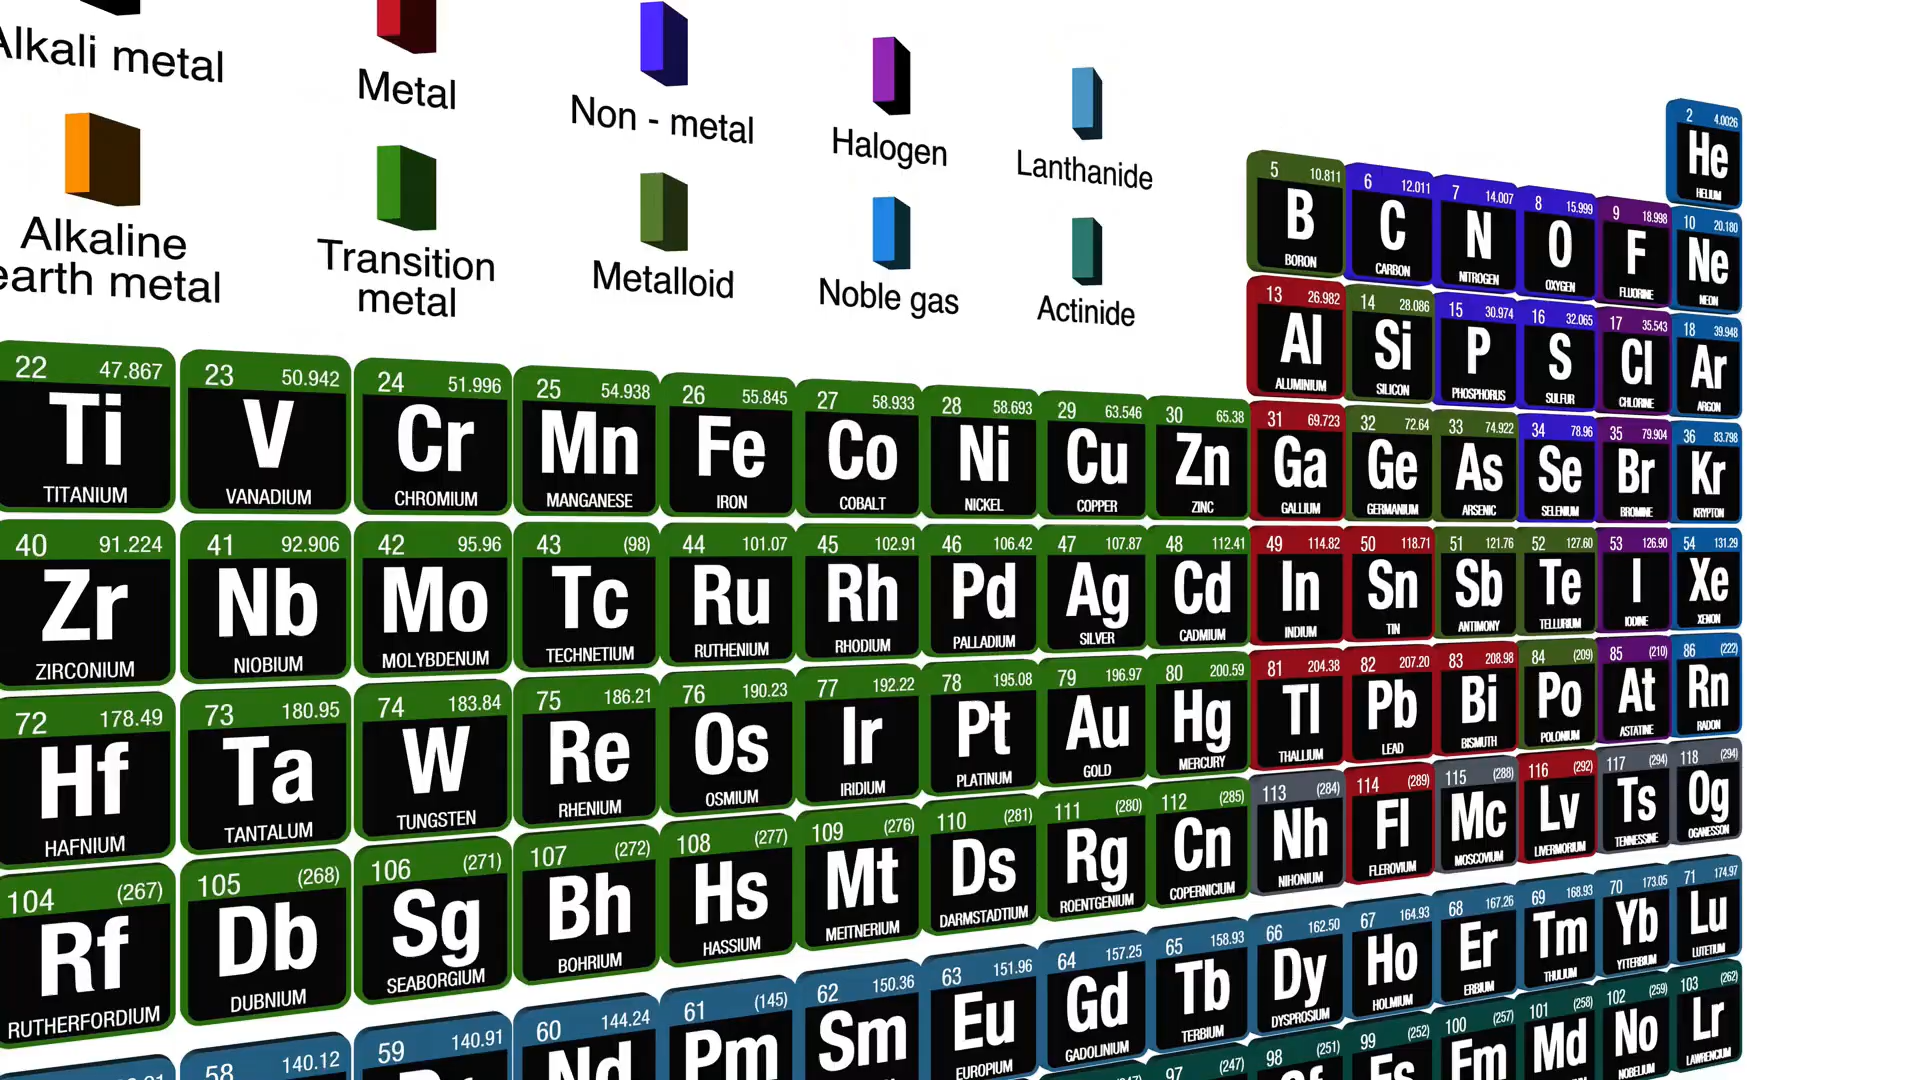 Alkali metal
Metal
Non - metal
Halogen
Lanthanide
Alkaline
earth metal
Transition
metal
Metalloid
Noble gas
Actinide
2 4.0026
He
HELIUM
5 10.811 6 12.011 7 14.007 8 15.999 9 18.998 10 20.180
B C N O F Ne
BORON CARBON NITROGEN OXYGEN FLUORINE NEON
13 26.982 14 28.086 15 30.974 16 32.065 17 35.543 18 39.948
Al Si P S Cl Ar
ALUMINIUM SILICON PHOSPHORUS SULFUR CHLORINE ARGON
22 47.867 23 50.942 24 51.996 25 54.938 26 55.845 27 58.933 28 58.693 29 63.546 30 65.38 31 69.723 32 72.64 33 74.922 34 78.96 35 79.904 36 83.798
Ti V Cr Mn Fe Co Ni Cu Zn Ga Ge As Se Br Kr
TITANIUM VANADIUM CHROMIUM MANGANESE IRON COBALT NICKEL COPPER ZINC GALLIUM GERMANIUM ARSENIC SELENIUM BROMINE KRYPTON
40 91.224 41 92.906 42 95.96 43 (98) 44 101.07 45 102.91 46 106.42 47 107.87 48 112.41 49 114.82 50 118.71 51 121.76 52 127.60 53 126.90 54 131.29
Zr Nb Mo Tc Ru Rh Pd Ag Cd In Sn Sb Te I Xe
ZIRCONIUM NIOBIUM MOLYBDENUM TECHNETIUM RUTHENIUM RHODIUM PALLADIUM SILVER CADMIUM INDIUM TIN ANTIMONY TELLURIUM IODINE XENON
72 178.49 73 180.95 74 183.84 75 186.21 76 190.23 77 192.22 78 195.08 79 196.97 80 200.59 81 204.38 82 207.20 83 208.98 84 (209) 85 (210) 86 (222)
Hf Ta W Re Os Ir Pt Au Hg Tl Pb Bi Po At Rn
HAFNIUM TANTALUM TUNGSTEN RHENIUM OSMIUM IRIDIUM PLATINUM GOLD MERCURY THALLIUM LEAD BISMUTH POLONIUM ASTATINE RADON
104 (267) 105 (268) 106 (271) 107 (272) 108 (277) 109 (276) 110 (281) 111 (280) 112 (285) 113 (284) 114 (289) 115 (288) 116 (292) 117 (294) 118 (294)
Rf Db Sg Bh Hs Mt Ds Rg Cn Nh Fl Mc Lv Ts Og
RUTHERFORDIUM DUBNIUM SEABORGIUM BOHRIUM HASSIUM MEITNERIUM DARMSTADTIUM ROENTGENIUM COPERNICIUM NIHONIUM FLEROVIUM MOSCOVIUM LIVERMORIUM TENNESSINE OGANESSON
58 140.12 59 140.91 60 144.24 61 (145) 62 150.36 63 151.96 64 157.25 65 158.93 66 162.50 67 164.93 68 167.26 69 168.93 70 173.05 71 174.97
Nd Pm Sm Eu Gd Tb Dy Ho Er Tm Yb Lu
EUROPIUM GADOLINIUM TERBIUM DYSPROSIUM HOLMIUM ERBIUM THULIUM YTTERBIUM LUTETIUM
97 (247) 98 (251) 99 (252) 100 (257) 101 (258) 102 (259) 103 (262)
Cf Es Fm Md No Lr
NOBELIUM LAWRENCIUM